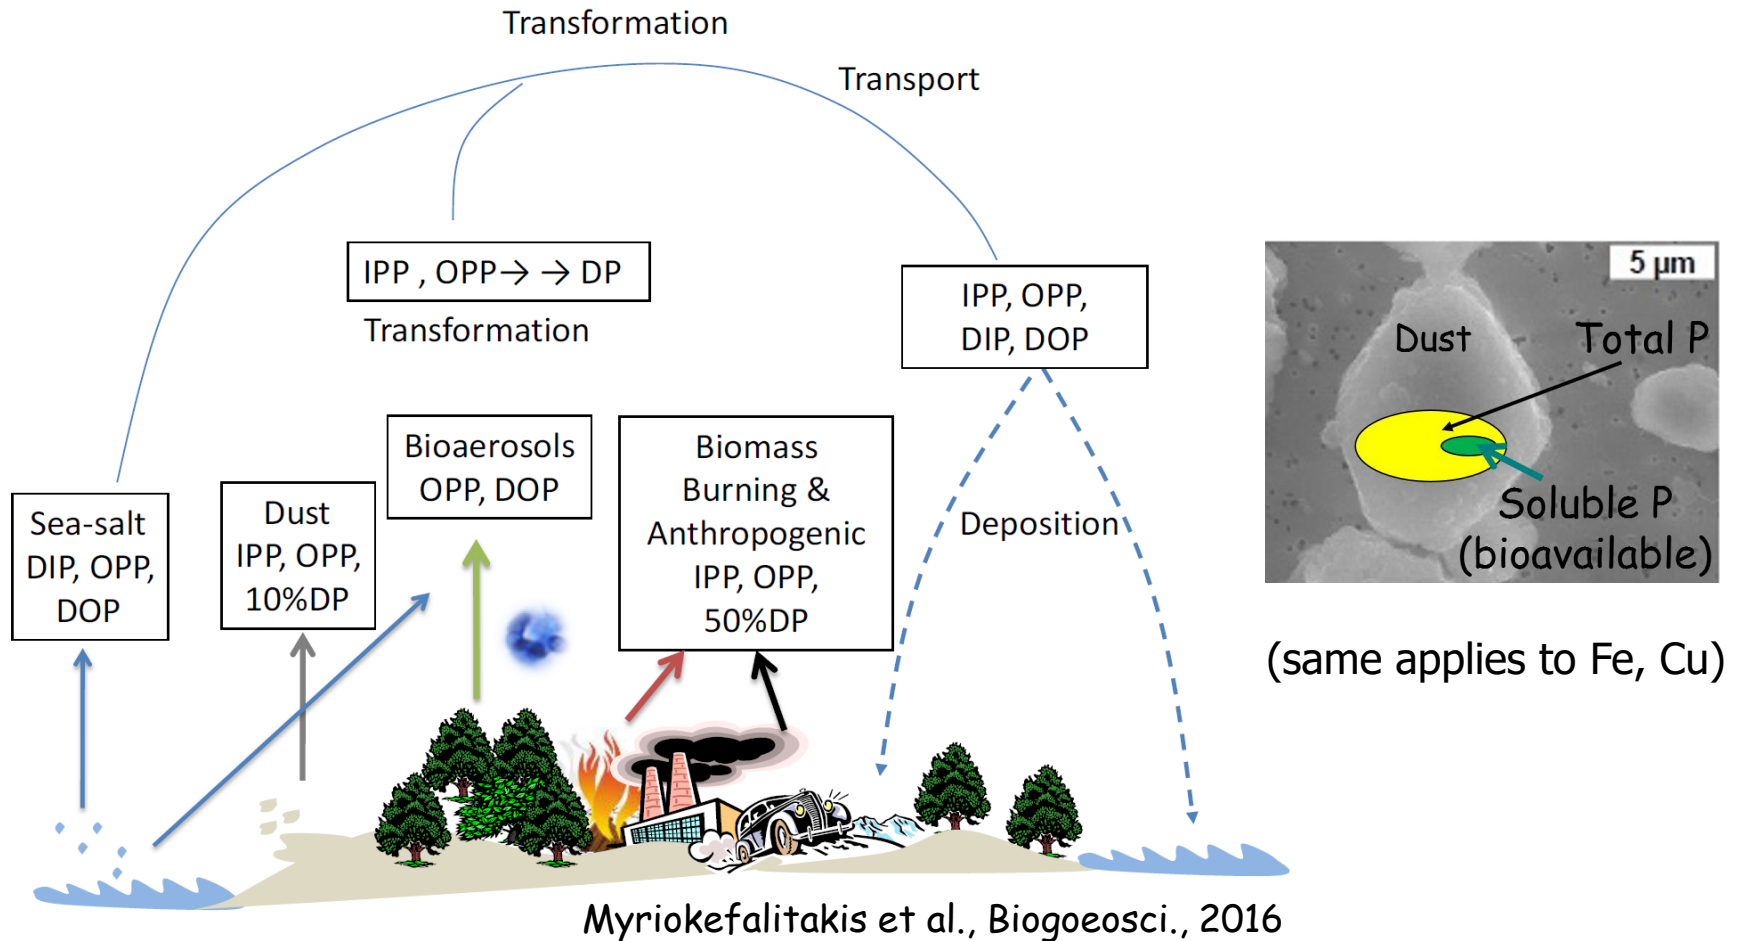 Transformation
Transport
IPP , OPP→ → DP
Transformation
IPP, OPP,
DIP, DOP
Bioaerosols
OPP, DOP
Biomass
Burning &
Anthropogenic
IPP, OPP,
50%DP
Sea-salt
DIP, OPP,
DOP
Dust
IPP, OPP,
10%DP
Deposition
5 µm
Dust
Total P
Soluble P
(bioavailable)
(same applies to Fe, Cu)
Myriokefalitakis et al., Biogoeosci., 2016